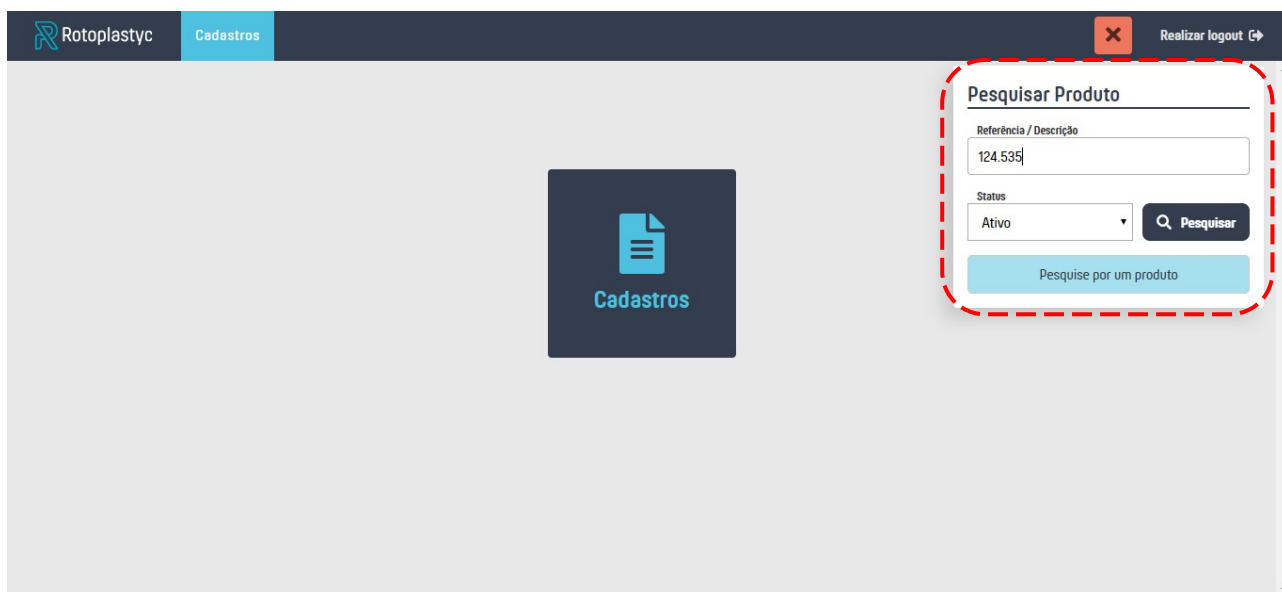 Rotoplastyc
Cadastros
Realizar logout
Pesquisar Produto
Referência / Descrição
124.535
Status
Ativo
Pesquisar
Pesquise por um produto
Cadastros